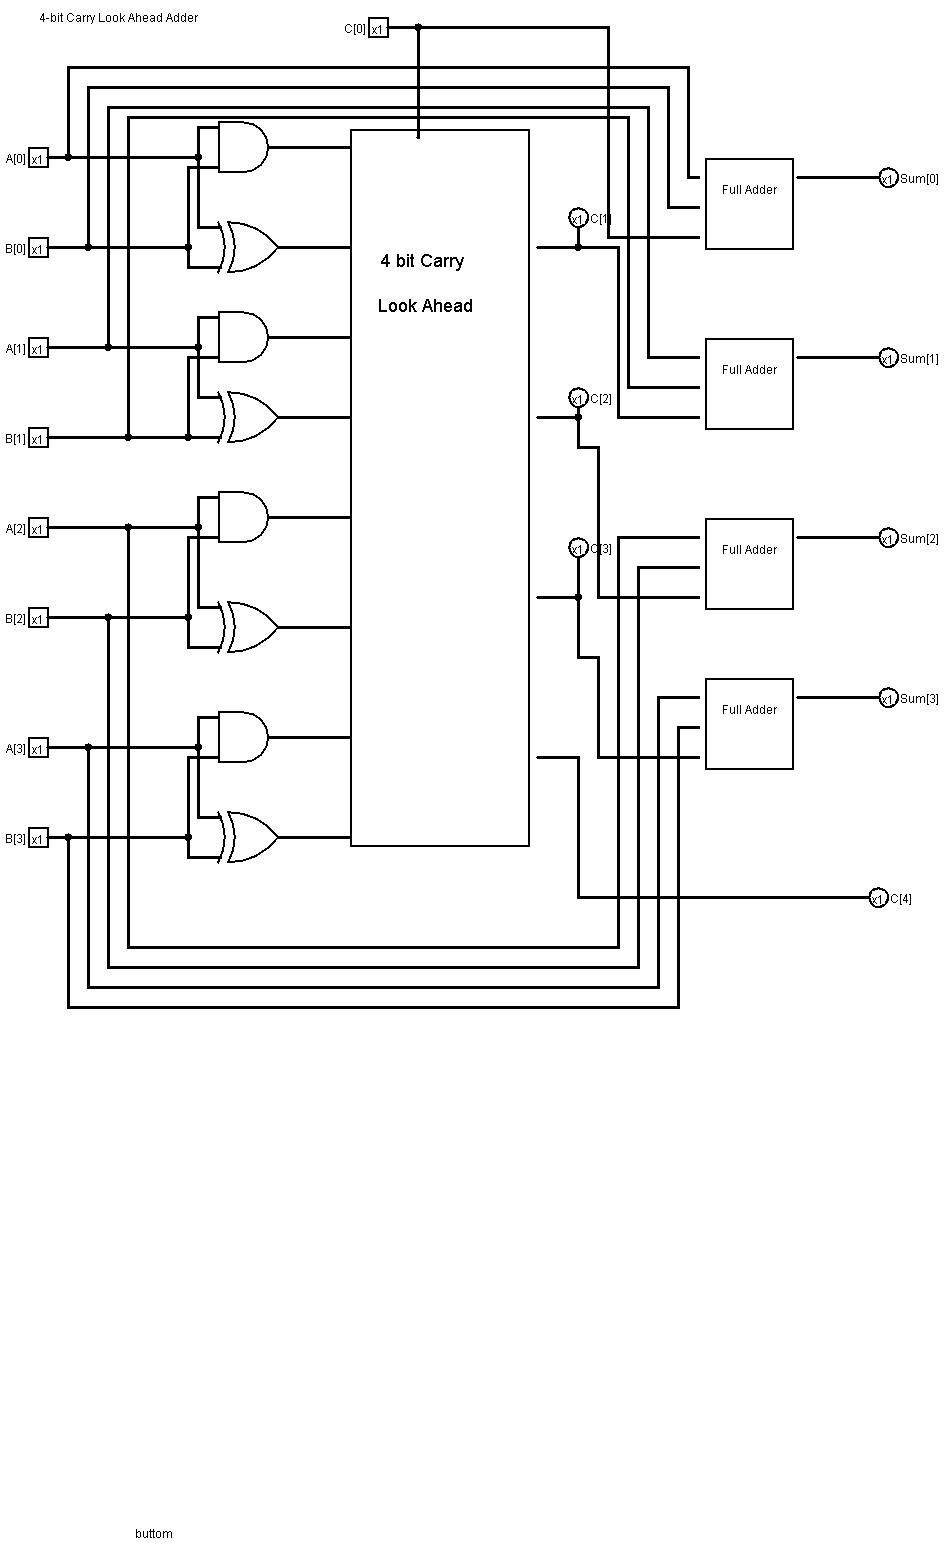 4-bit Carry Look Ahead Adder
C[0] x1
A[0] x1
Full Adder
x1 Sum[0]
B[0] x1
x1 C[1]
4 bit Carry
Look Ahead
A[1] x1
Full Adder
x1 Sum[1]
x1 C[2]
B[1] x1
A[2] x1
x1 C[3]
Full Adder
x1 Sum[2]
B[2] x1
Full Adder
x1 Sum[3]
A[3] x1
B[3] x1
x1 C[4]
buttom